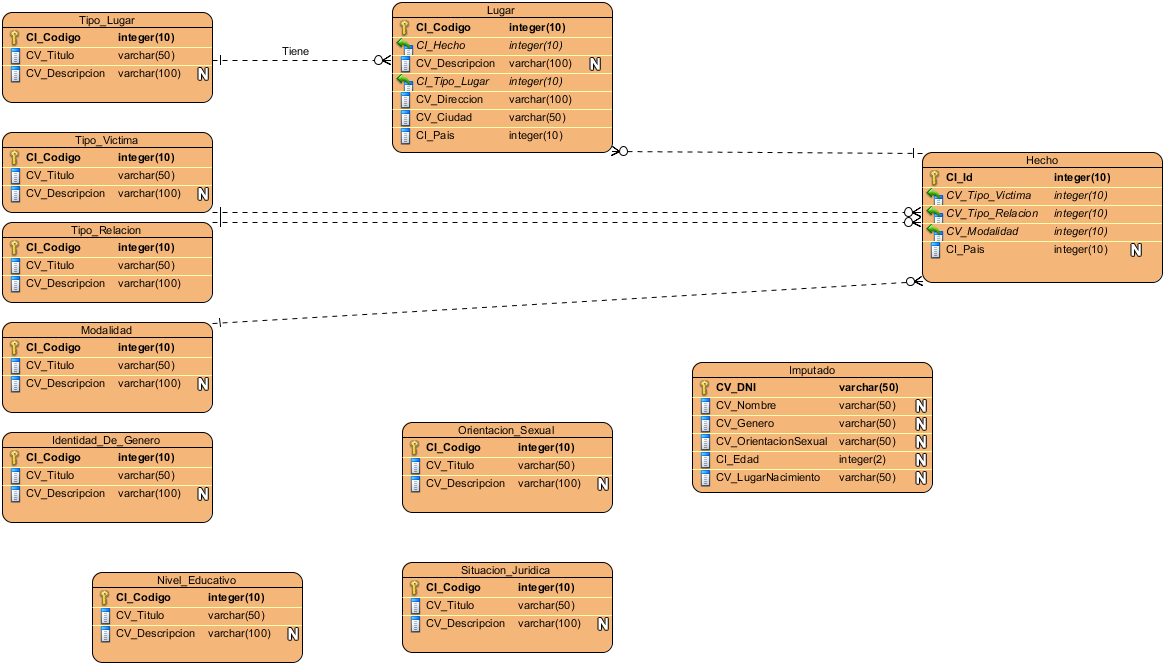 Tipo_Lugar
CI_Codigo integer(10)
CV_Titulo varchar(50)
CV_Descripcion varchar(100) N
Tiene
Lugar
CI_Codigo integer(10)
CI_Hecho integer(10)
CV_Descripcion varchar(100) N
CI_Tipo_Lugar integer(10)
CV_Direccion varchar(100)
CV_Ciudad varchar(50)
CI_Pais integer(10)
Tipo_Victima
CI_Codigo integer(10)
CV_Titulo varchar(50)
CV_Descripcion varchar(100) N
Hecho
CI_Id integer(10)
CV_Tipo_Victima integer(10)
CV_Tipo_Relacion integer(10)
CV_Modalidad integer(10)
CI_Pais integer(10) N
Tipo_Relacion
CI_Codigo integer(10)
CV_Titulo varchar(50)
CV_Descripcion varchar(100)
Modalidad
CI_Codigo integer(10)
CV_Titulo varchar(50)
CV_Descripcion varchar(100) N
Imputado
CV_DNI varchar(50)
CV_Nombre varchar(50) N
CV_Genero varchar(50) N
CV_OrientacionSexual varchar(50) N
CI_Edad integer(2) N
CV_LugarNacimiento varchar(50) N
Identidad_De_Genero
CI_Codigo integer(10)
CV_Titulo varchar(50)
CV_Descripcion varchar(100) N
Orientacion_Sexual
CI_Codigo integer(10)
CV_Titulo varchar(50)
CV_Descripcion varchar(100) N
Nivel_Educativo
CI_Codigo integer(10)
CV_Titulo varchar(50)
CV_Descripcion varchar(100) N
Situacion_Juridica
CI_Codigo integer(10)
CV_Titulo varchar(50)
CV_Descripcion varchar(100) N